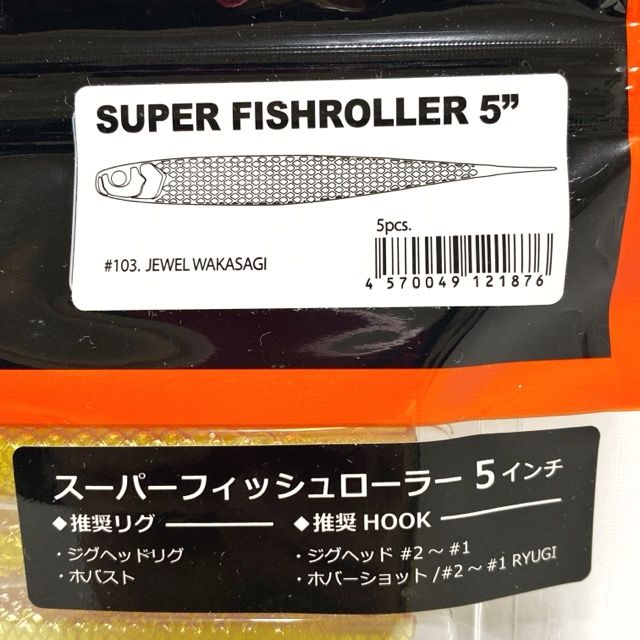 SUPER FISHROLLER 5”
5pcs.
#103. JEWEL WAKASAGI
4 570049 121876
スーパーフィッシュローラー 5 インチ
◆推奨リグ
・ジグヘッドリグ
・ホバスト
◆推奨 HOOK
・ジグヘッド #2 ～ #1
・ホバーショット /#2 ～ #1 RYUGI